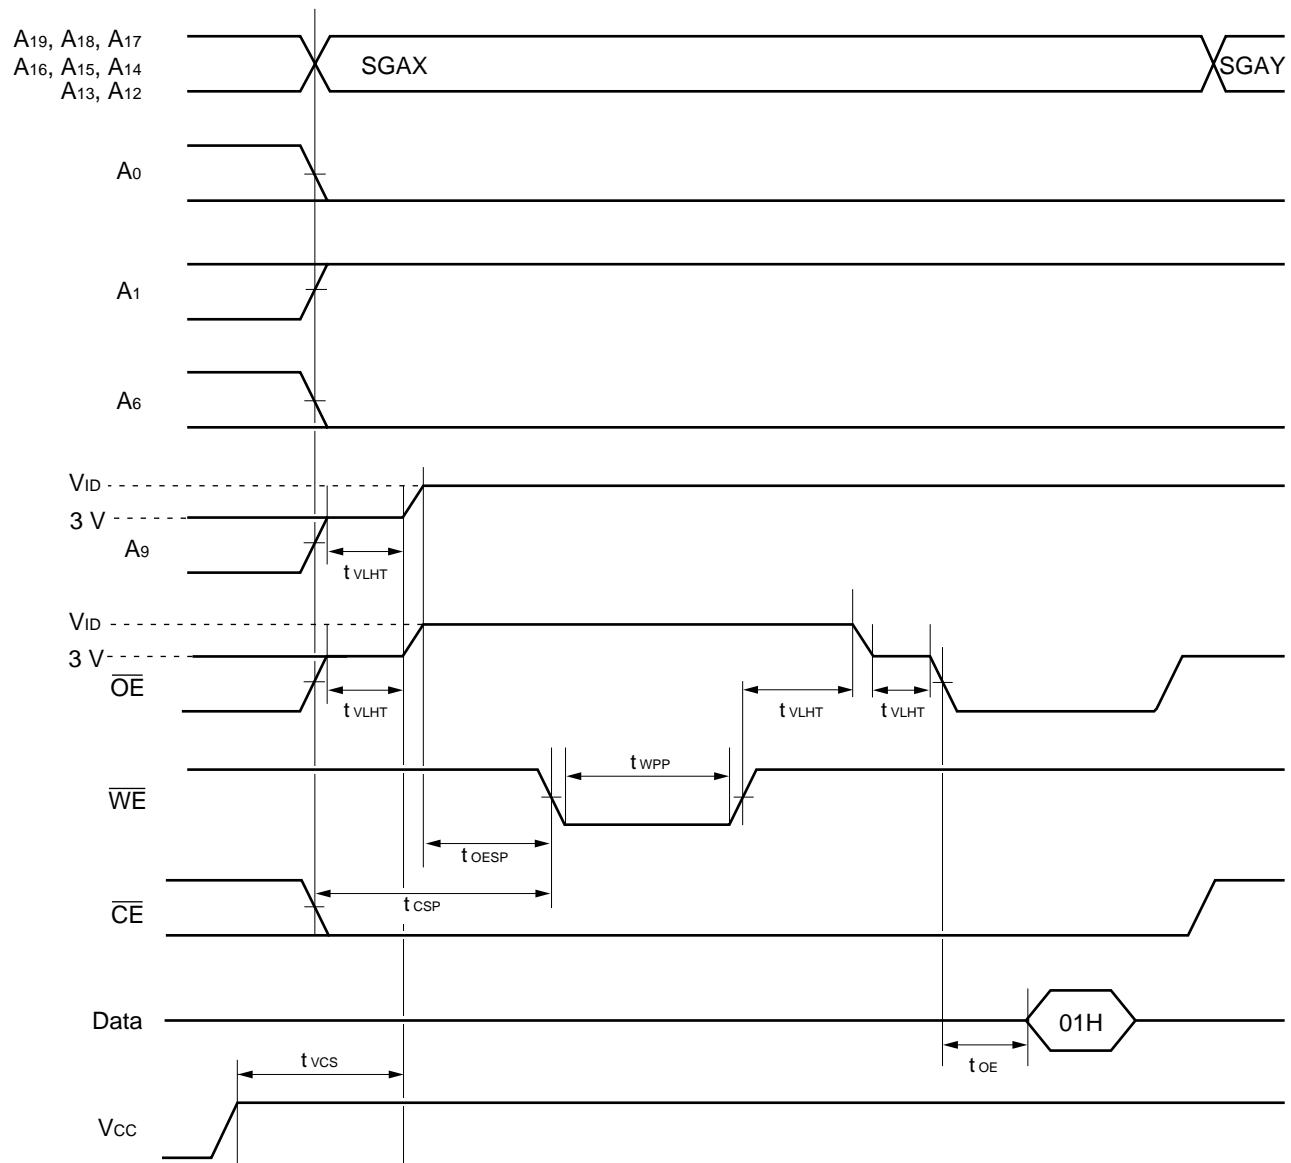 A19, A18, A17
A16, A15, A14
A13, A12
SGAX
SGAY
A0
A1
A6
VID
3 V
A9
t VLHT
VID
3 V
OE
t VLHT
t VLHT
t VLHT
WE
t WPP
t OESP
t CSP
CE
Data
01H
t OE
t VCS
VCC